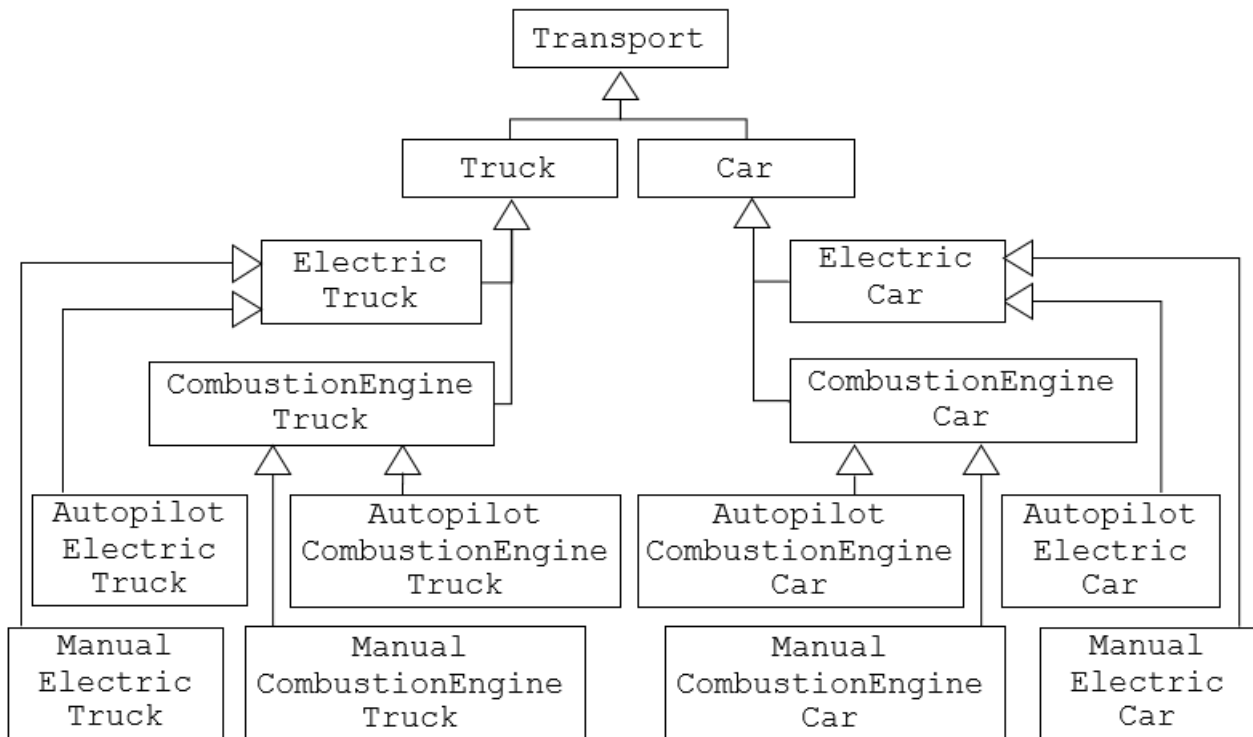 Transport
Truck
Car
Electric
Truck
Electric
Car
CombustionEngine
Truck
CombustionEngine
Car
Autopilot
Electric
Truck
Autopilot
CombustionEngine
Truck
Autopilot
CombustionEngine
Car
Autopilot
Electric
Car
Manual
Electric
Truck
Manual
CombustionEngine
Truck
Manual
CombustionEngine
Car
Manual
Electric
Car